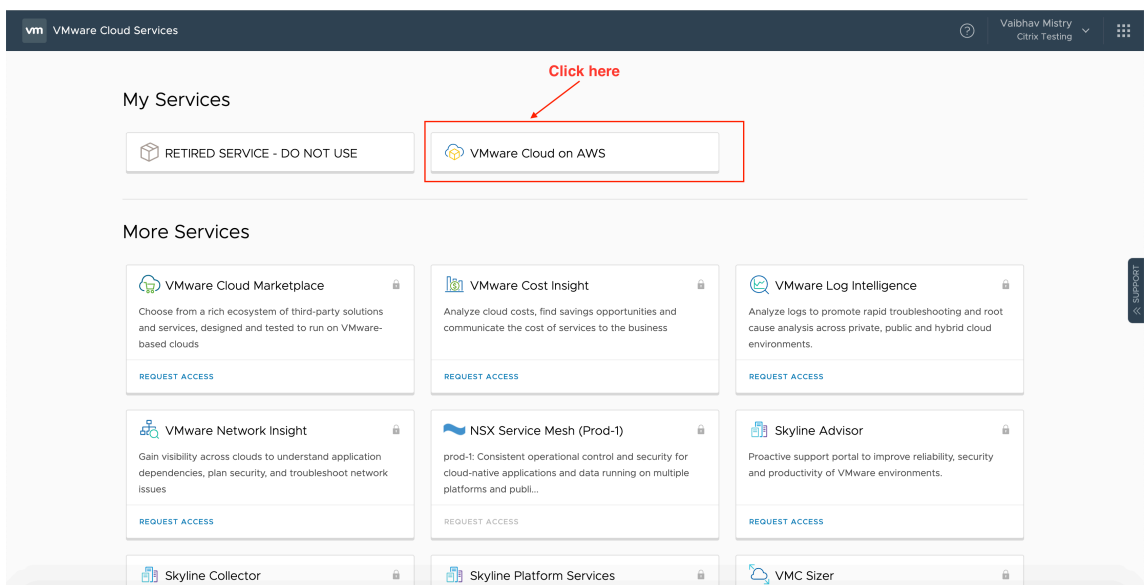 vm VMware Cloud Services
Vaibhav Mistry
Citrix Testing
Click here
My Services
RETIRED SERVICE - DO NOT USE
VMware Cloud on AWS
More Services
VMware Cloud Marketplace
Choose from a rich ecosystem of third-party solutions
and services, designed and tested to run on VMware-
based clouds
REQUEST ACCESS
VMware Cost Insight
Analyze cloud costs, find savings opportunities and
communicate the cost of services to the business
REQUEST ACCESS
VMware Log Intelligence
Analyze logs to promote rapid troubleshooting and root
cause analysis across private, public and hybrid cloud
environments.
REQUEST ACCESS
SUPPORT
VMware Network Insight
Gain visibility across clouds to understand application
dependencies, plan security, and troubleshoot network
issues
REQUEST ACCESS
NSX Service Mesh (Prod-1)
prod-1: Consistent operational control and security for
cloud-native applications and data running on multiple
platforms and publi...
REQUEST ACCESS
Skyline Advisor
Proactive support portal to improve reliability, security
and productivity of VMware environments.
REQUEST ACCESS
Skyline Collector
Skyline Platform Services
VMC Sizer